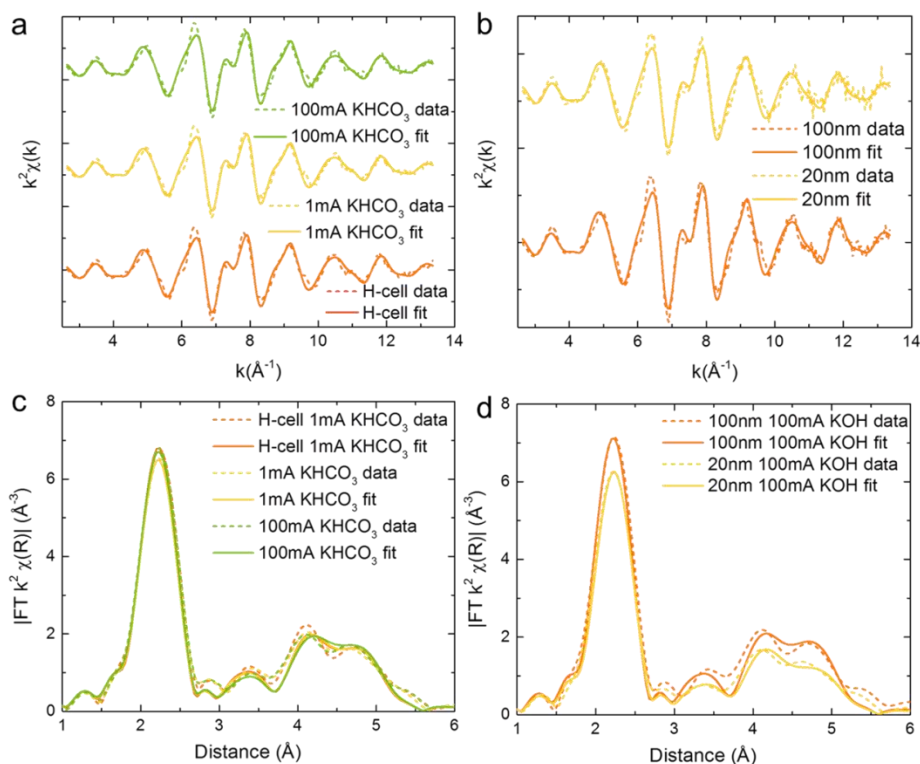 a
k²χ(k)
100mA KHCO₃ data
100mA KHCO₃ fit
1mA KHCO₃ data
1mA KHCO₃ fit
H-cell data
H-cell fit
4 6 8 10 12 14
k(Å⁻¹)
b
k²χ(k)
100nm data
100nm fit
20nm data
20nm fit
4 6 8 10 12 14
k(Å⁻¹)
c
|FT k² χ(R)| (Å⁻³)
8
6
4
2
0
H-cell 1mA KHCO₃ data
H-cell 1mA KHCO₃ fit
1mA KHCO₃ data
1mA KHCO₃ fit
100mA KHCO₃ data
100mA KHCO₃ fit
1 2 3 4 5 6
Distance (Å)
d
|FT k² χ(R)| (Å⁻³)
8
6
4
2
0
100nm 100mA KOH data
100nm 100mA KOH fit
20nm 100mA KOH data
20nm 100mA KOH fit
1 2 3 4 5 6
Distance (Å)